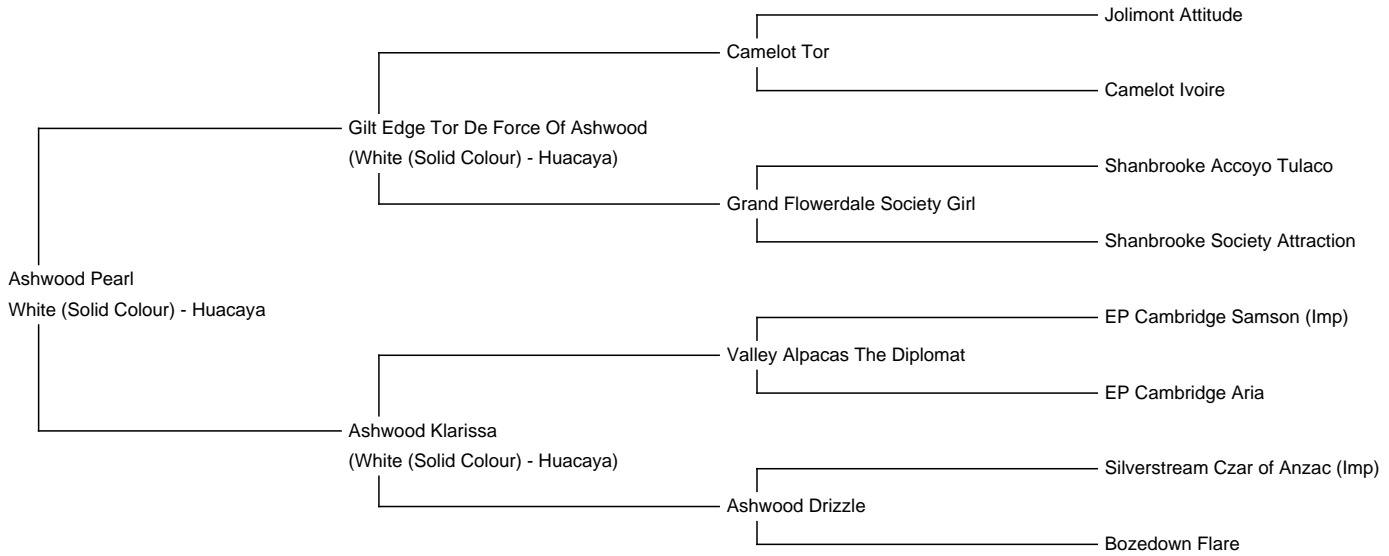 Jolimont Attitude
Camelot Tor
Camelot Ivoire
Gilt Edge Tor De Force Of Ashwood
(White (Solid Colour) - Huacaya)
Shanbrooke Accoyo Tulaco
Grand Flowerdale Society Girl
Shanbrooke Society Attraction
Ashwood Pearl
White (Solid Colour) - Huacaya
EP Cambridge Samson (Imp)
Valley Alpacas The Diplomat
EP Cambridge Aria
Ashwood Klarissa
(White (Solid Colour) - Huacaya)
Silverstream Czar of Anzac (Imp)
Ashwood Drizzle
Bozedown Flare